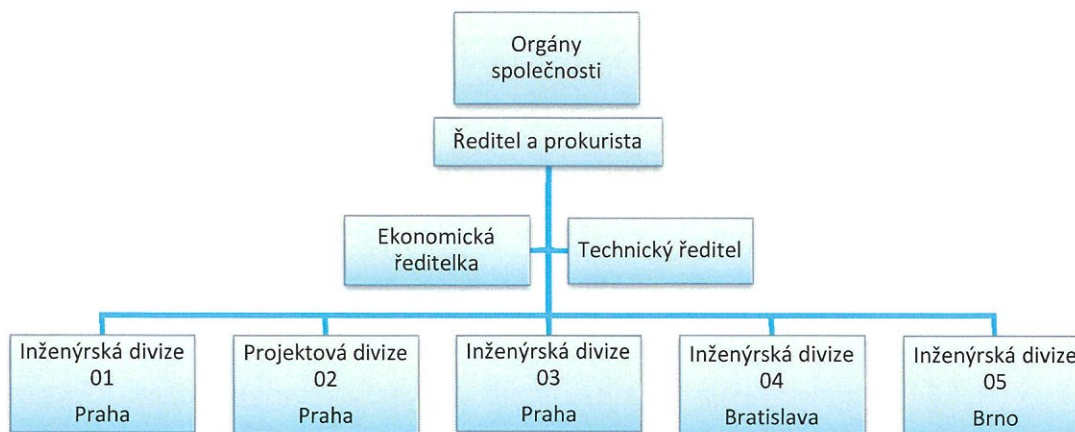 Orgány
společnosti
Ředitel a prokurista
Ekonomická
ředitelka
Technický ředitel
Inženýrská divize
01
Praha
Projektová divize
02
Praha
Inženýrská divize
03
Praha
Inženýrská divize
04
Bratislava
Inženýrská divize
05
Brno